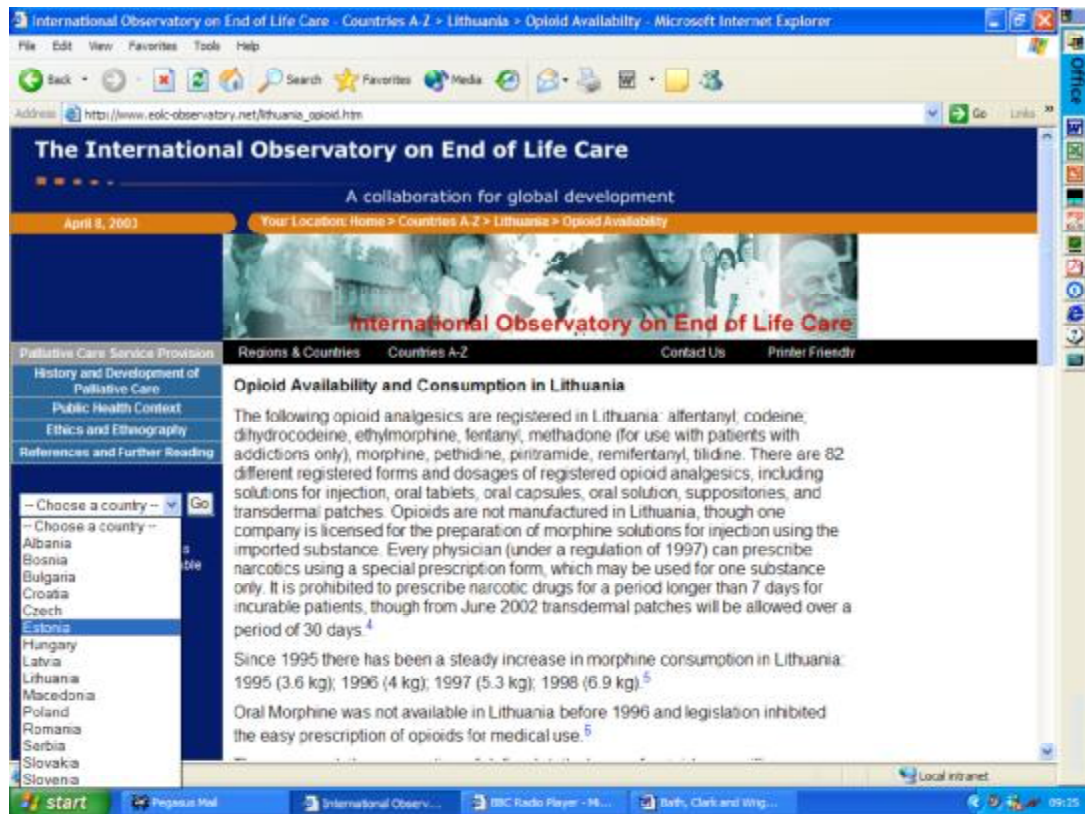 International Observatory on End of Life Care - Countries A-Z > Lithuania > Opioid Availabilty - Microsoft Internet Explorer
File Edit View Favorites Tools Help
Back Search Favorites Media
Address http://www.eolc-observatory.net/lithuania_opioid.htm Go Links
Office
The International Observatory on End of Life Care
A collaboration for global development
April 8, 2003 Your Location: Home > Countries A-Z > Lithuania > Opioid Availability
International Observatory on End of Life Care
Palliative Care Service Provision Regions & Countries Countries A-Z Contact Us Printer Friendly
History and Development of
Palliative Care
Public Health Context
Ethics and Ethnography
References and Further Reading
Opioid Availability and Consumption in Lithuania
The following opioid analgesics are registered in Lithuania: alfentanyl; codeine;
dihydrocodeine, ethylmorphine, fentanyl, methadone (for use with patients with
addictions only), morphine, pethidine, piritramide, remifentanyl, tilidine. There are 82
different registered forms and dosages of registered opioid analgesics, including
solutions for injection, oral tablets, oral capsules, oral solution, suppositories, and
transdermal patches. Opioids are not manufactured in Lithuania, though one
company is licensed for the preparation of morphine solutions for injection using the
imported substance. Every physician (under a regulation of 1997) can prescribe
narcotics using a special prescription form, which may be used for one substance
only. It is prohibited to prescribe narcotic drugs for a period longer than 7 days for
incurable patients, though from June 2002 transdermal patches will be allowed over a
period of 30 days.4
Since 1995 there has been a steady increase in morphine consumption in Lithuania:
1995 (3.6 kg); 1996 (4 kg); 1997 (5.3 kg); 1998 (6.9 kg).5
Oral Morphine was not available in Lithuania before 1996 and legislation inhibited
the easy prescription of opioids for medical use.6
-- Choose a country -- Go
-- Choose a country --
Albania
Bosnia
Bulgaria
Croatia
Czech
Estonia
Hungary
Latvia
Lithuania
Macedonia
Poland
Romania
Serbia
Slovakia
Slovenia
Local intranet
start Pegasus Mail International Observ... BBC Radio Player - Mi... Bath, Clark and Wrig... 09:25